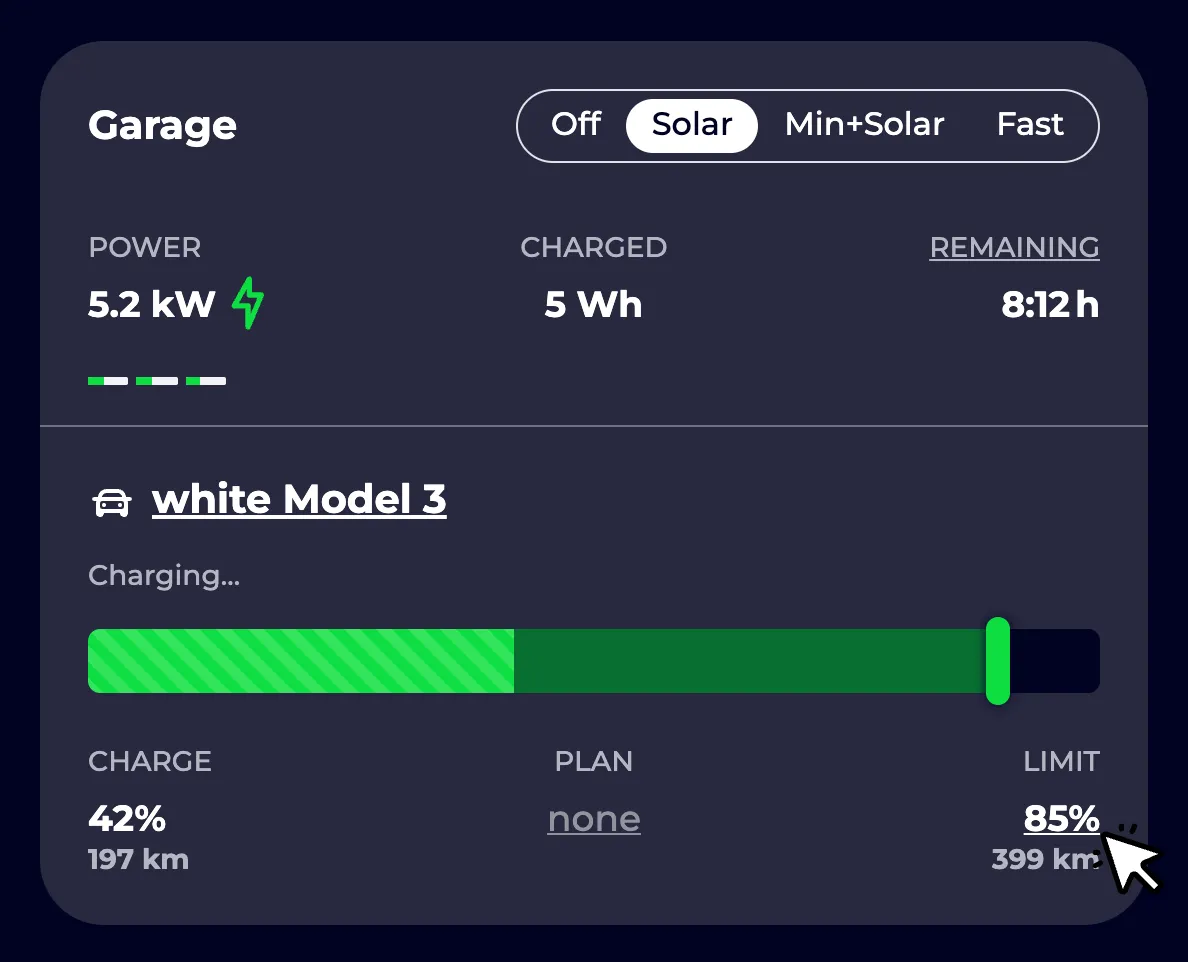 Garage
Off Solar Min+Solar Fast
POWER CHARGED REMAINING
5.2 kW 5 Wh 8:12 h
white Model 3
Charging...
CHARGE PLAN LIMIT
42% none 85%
197 km 399 km